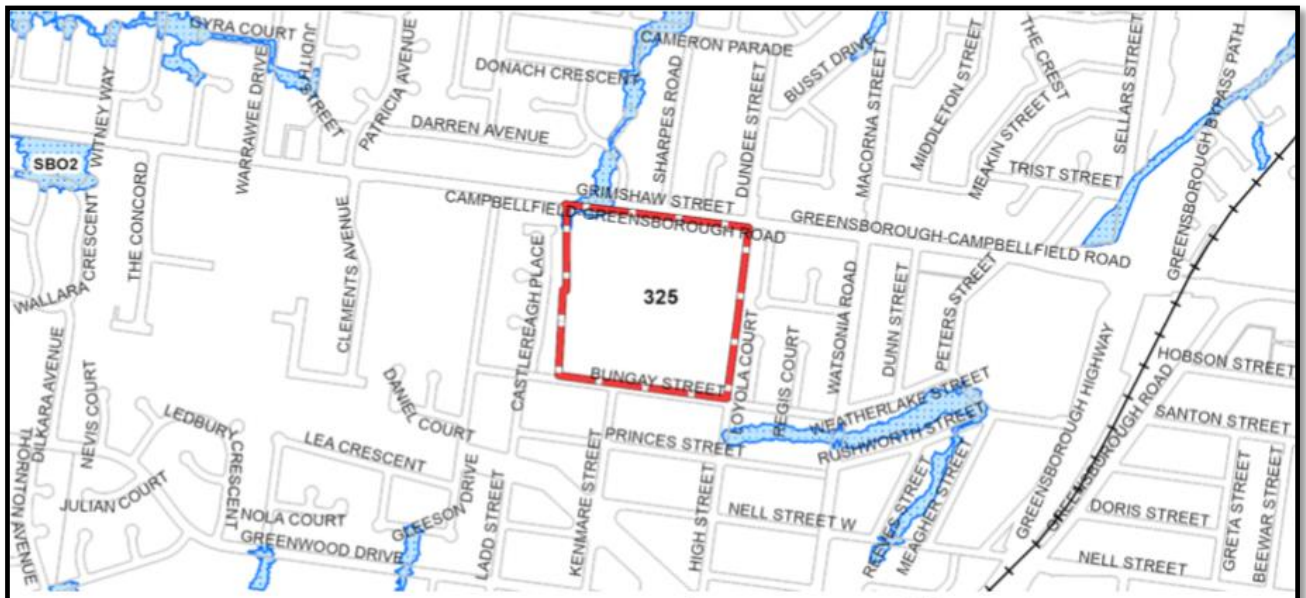 GYRA COURT
CAMERON PARADE
JUDITH STREET
PATRICIA AVENUE
DONACH CRESCENT
BUSST DRIVE
THE CREST
MIDDLETON STREET
SELLARS STREET
GREENSBOROUGH BYPASS PATH
WITNEY WAY
WARRAWEE DRIVE
SHARPES ROAD
DUNDEE STREET
MACORNA STREET
MEAKIN STREET
DARREN AVENUE
TRIST STREET
SBO2
THE CONCORD
GRIMSHAW STREET
CAMPBELLFIELD-GREENSBOROUGH ROAD
GREENSBOROUGH-CAMPBELLFIELD ROAD
WALLARA CRESCENT
CLEMENTS AVENUE
CASTLEREAGH PLACE
325
LOYOLA COURT
REGIS COURT
WATSONIA ROAD
DUNN STREET
PETERS STREET
GREENSBOROUGH HIGHWAY
GREENSBOROUGH ROAD
HOBSON STREET
DILKARA AVENUE
NEVIS COURT
BUNGAY STREET
DANIEL COURT
WEATHERLAKE STREET
RUSHWORTH STREET
SANTON STREET
THORNTON AVENUE
LEDBURY CRESCENT
LEA CRESCENT
PRINCES STREET
JULIAN COURT
NOLA COURT
GREENWOOD DRIVE
GLEESON DRIVE
LADD STREET
KENMARE STREET
HIGH STREET
NELL STREET W
REEVES STREET
MEAGHER STREET
DORIS STREET
NELL STREET
GRETA STREET
BEEWAR STREET